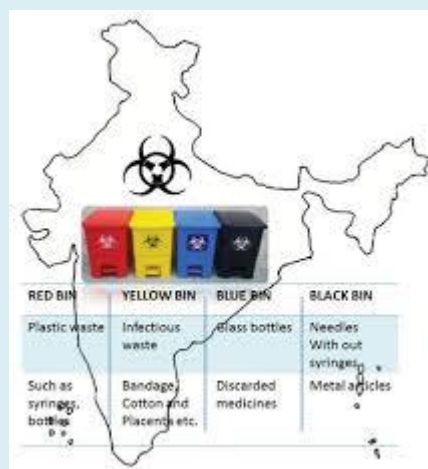 RED BIN YELLOW BIN BLUE BIN BLACK BIN
Plastic waste Infectious waste Glass bottles Needles With out syringes
Such as syringes, bottles Bandage, Cotton and Placenta etc. Discarded medicines Metal articles